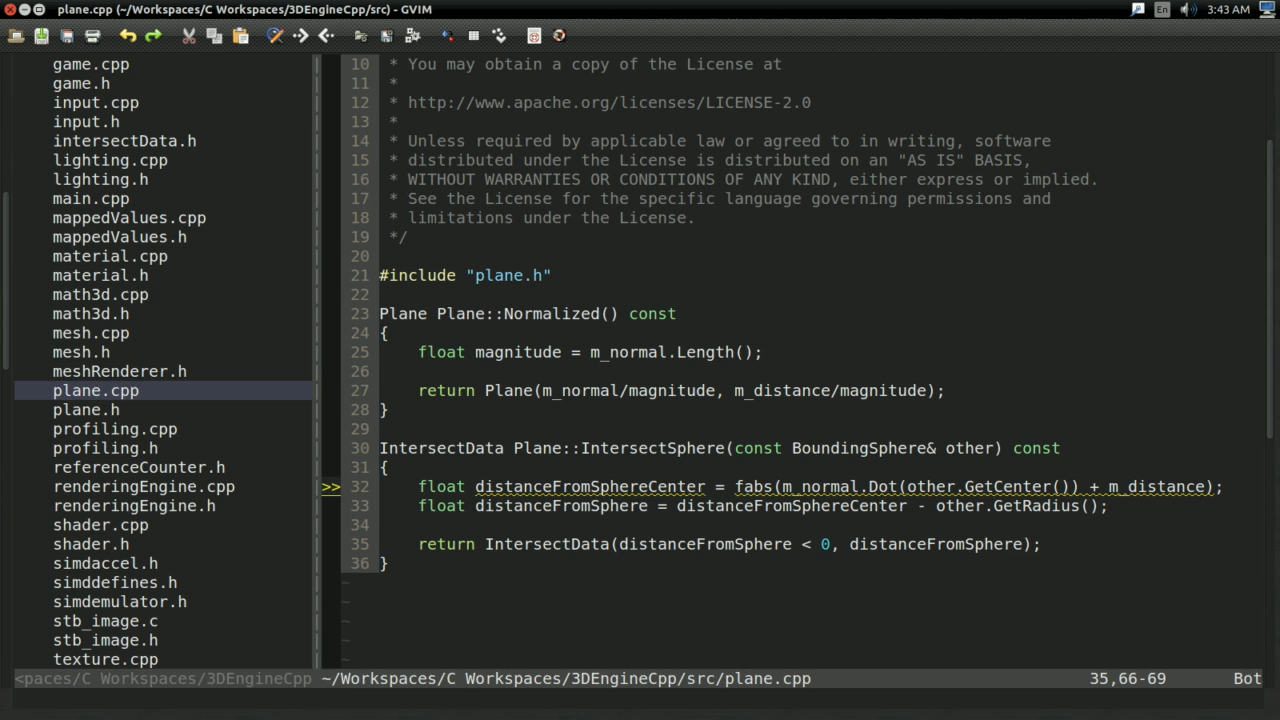 plane.cpp (~/Workspaces/C Workspaces/3DEngineCpp/src) - GVIM
En
3:43 AM
game.cpp
game.h
input.cpp
input.h
intersectData.h
lighting.cpp
lighting.h
main.cpp
mappedValues.cpp
mappedValues.h
material.cpp
material.h
math3d.cpp
math3d.h
mesh.cpp
mesh.h
meshRenderer.h
plane.cpp
plane.h
profiling.cpp
profiling.h
referenceCounter.h
renderingEngine.cpp
renderingEngine.h
shader.cpp
shader.h
simdaccel.h
simddefines.h
simdemulator.h
stb_image.c
stb_image.h
texture.cpp
10 * You may obtain a copy of the License at
11 *
12 * http://www.apache.org/licenses/LICENSE-2.0
13 *
14 * Unless required by applicable law or agreed to in writing, software
15 * distributed under the License is distributed on an "AS IS" BASIS,
16 * WITHOUT WARRANTIES OR CONDITIONS OF ANY KIND, either express or implied.
17 * See the License for the specific language governing permissions and
18 * limitations under the License.
19 */
20
21 #include "plane.h"
22
23 Plane Plane::Normalized() const
24 {
25     float magnitude = m_normal.Length();
26
27     return Plane(m_normal/magnitude, m_distance/magnitude);
28 }
29
30 IntersectData Plane::IntersectSphere(const BoundingSphere& other) const
31 {
>> 32     float distanceFromSphereCenter = fabs(m_normal.Dot(other.GetCenter()) + m_distance);
33     float distanceFromSphere = distanceFromSphereCenter - other.GetRadius();
34
35     return IntersectData(distanceFromSphere < 0, distanceFromSphere);
36 }
~
~
~
~
~
<paces/C Workspaces/3DEngineCpp ~/Workspaces/C Workspaces/3DEngineCpp/src/plane.cpp 35,66-69 Bot